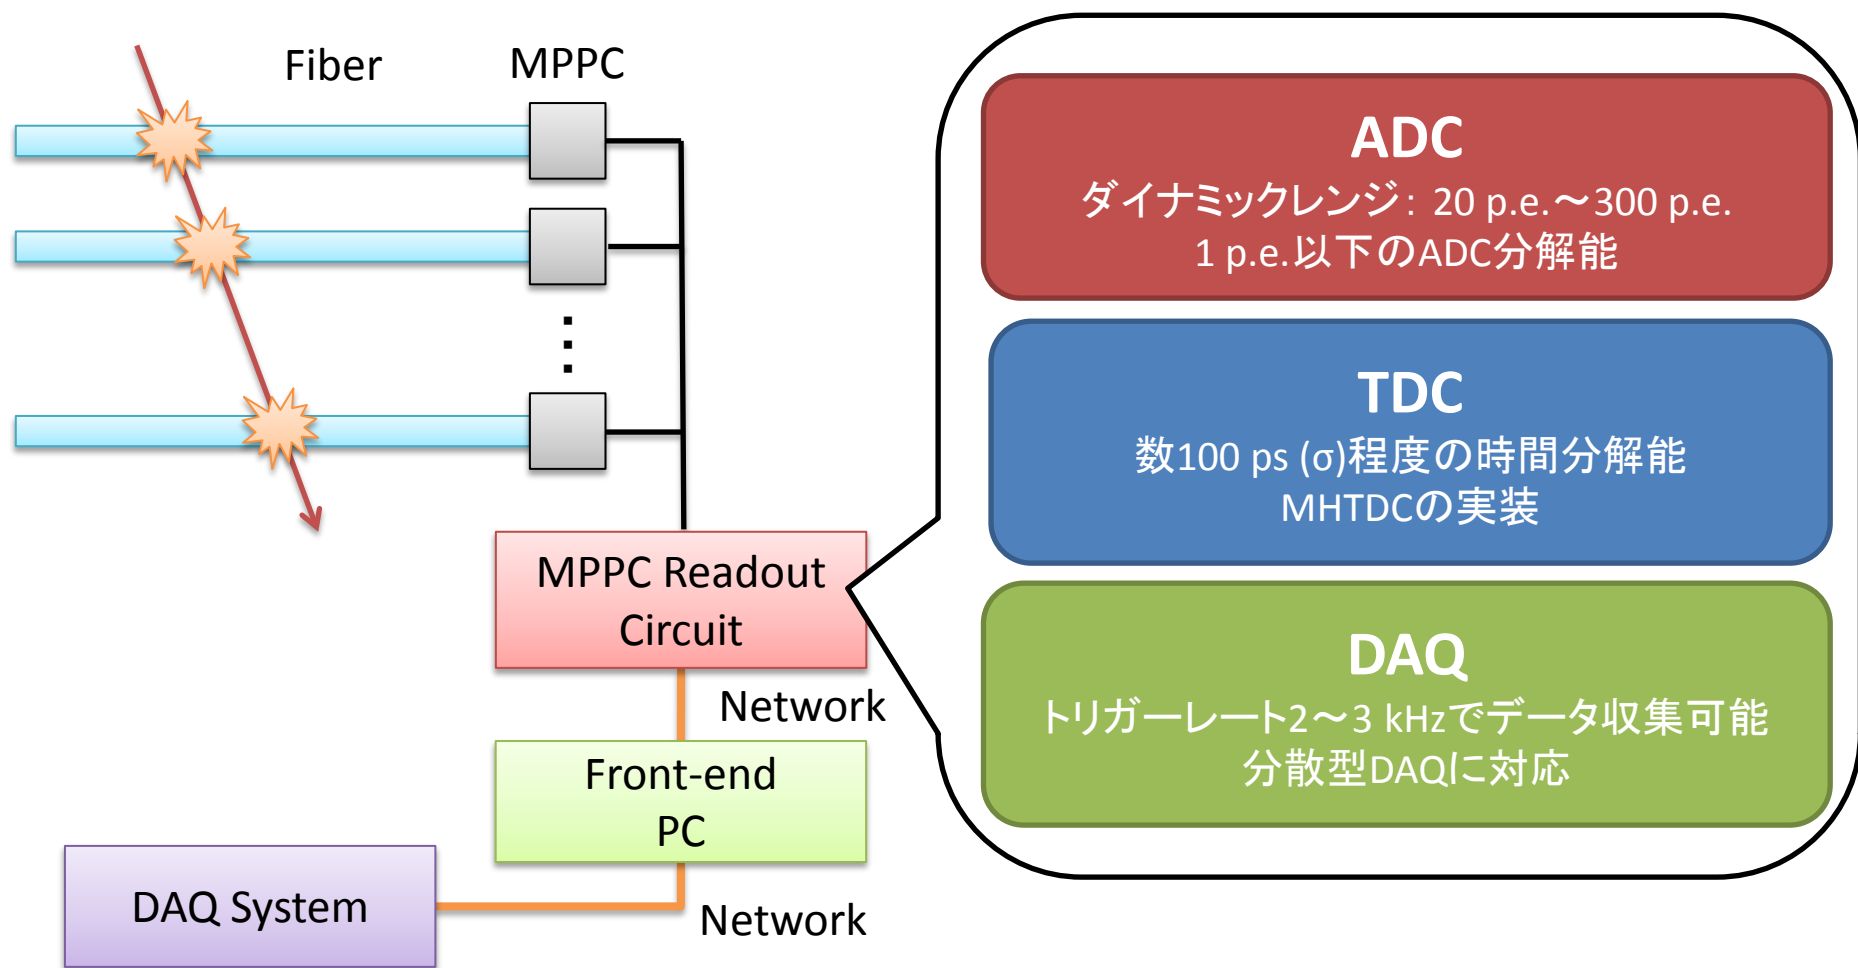 Fiber
MPPC
MPPC Readout
Circuit
Network
Front-end
PC
DAQ System
Network
ADC
ダイナミックレンジ: 20 p.e.～300 p.e.
1 p.e.以下のADC分解能
TDC
数100 ps (σ)程度の時間分解能
MHTDCの実装
DAQ
トリガーレート2～3 kHzでデータ収集可能
分散型DAQに対応